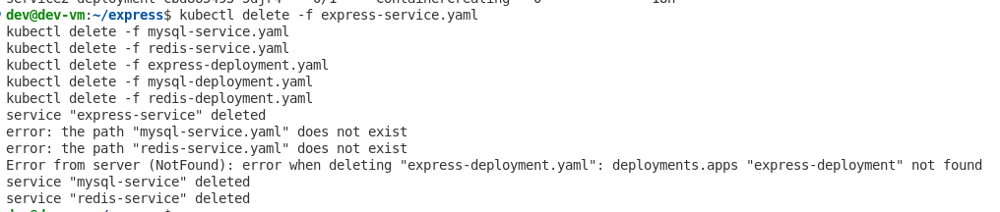 dev@dev-vm:~/express$ kubectl delete -f express-service.yaml
kubectl delete -f mysql-service.yaml
kubectl delete -f redis-service.yaml
kubectl delete -f express-deployment.yaml
kubectl delete -f mysql-deployment.yaml
kubectl delete -f redis-deployment.yaml
service "express-service" deleted
error: the path "mysql-service.yaml" does not exist
error: the path "redis-service.yaml" does not exist
Error from server (NotFound): error when deleting "express-deployment.yaml": deployments.apps "express-deployment" not found
service "mysql-service" deleted
service "redis-service" deleted